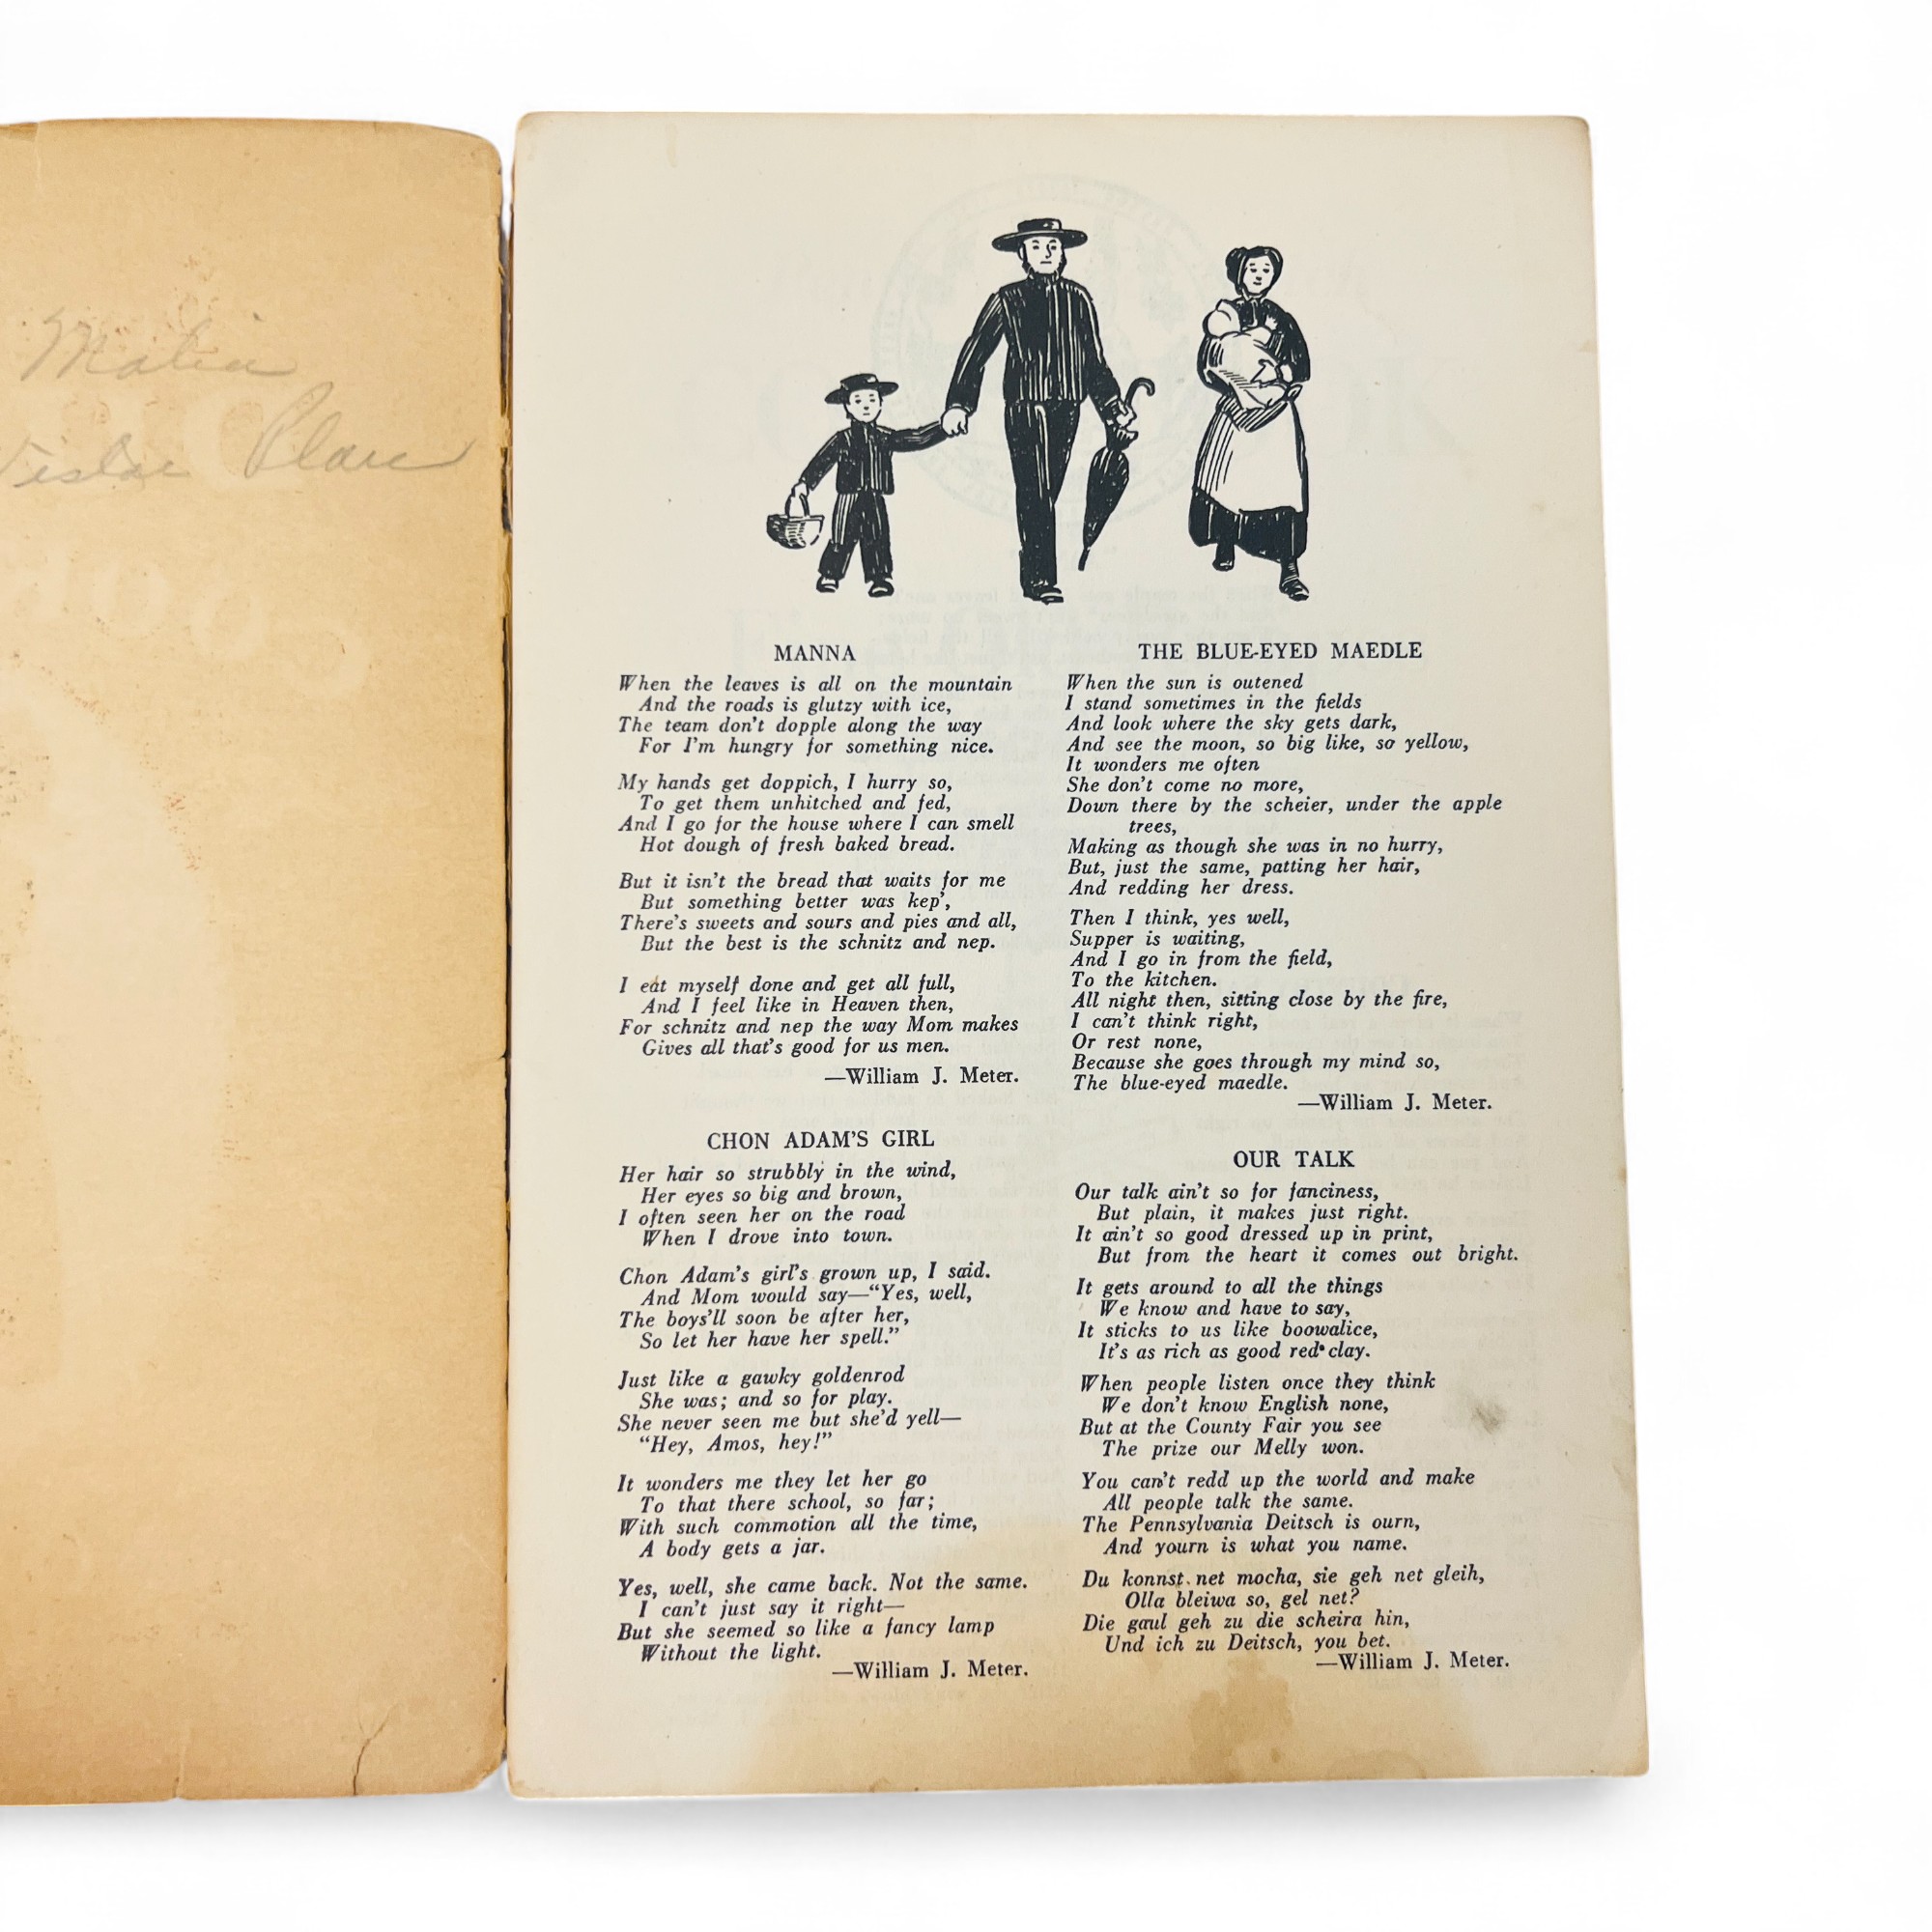 MANNA
When the leaves is all on the mountain
And the roads is glutzy with ice,
The team don't dopple along the way
For I'm hungry for something nice.
My hands get doppich, I hurry so,
To get them unhitched and fed,
And I go for the house where I can smell
Hot dough of fresh baked bread.
But it isn't the bread that waits for me
But something better was kep',
There's sweets and sours and pies and all,
But the best is the schnitz and nep.
I eat myself done and get all full,
And I feel like in Heaven then,
For schnitz and nep the way Mom makes
Gives all that's good for us men.
—William J. Meter.
CHON ADAM'S GIRL
Her hair so strubbly in the wind,
Her eyes so big and brown,
I often seen her on the road
When I drove into town.
Chon Adam's girl's grown up, I said.
And Mom would say—"Yes, well,
The boys'll soon be after her,
So let her have her spell."
Just like a gawky goldenrod
She was; and so for play.
She never seen me but she'd yell—
"Hey, Amos, hey!"
It wonders me they let her go
To that there school, so far;
With such commotion all the time,
A body gets a jar.
Yes, well, she came back. Not the same.
I can't just say it right—
But she seemed so like a fancy lamp
Without the light.
—William J. Meter.
THE BLUE-EYED MAEDLE
When the sun is outened
I stand sometimes in the fields
And look where the sky gets dark,
And see the moon, so big like, so yellow,
It wonders me often
She don't come no more,
Down there by the scheier, under the apple
trees,
Making as though she was in no hurry,
But, just the same, patting her hair,
And redding her dress.
Then I think, yes well,
Supper is waiting,
And I go in from the field,
To the kitchen.
All night then, sitting close by the fire,
I can't think right,
Or rest none,
Because she goes through my mind so,
The blue-eyed maedle.
—William J. Meter.
OUR TALK
Our talk ain't so for fanciness,
But plain, it makes just right.
It ain't so good dressed up in print,
But from the heart it comes out bright.
It gets around to all the things
We know and have to say,
It sticks to us like boowalice,
It's as rich as good red clay.
When people listen once they think
We don't know English none,
But at the County Fair you see
The prize our Melly won.
You can't redd up the world and make
All people talk the same.
The Pennsylvania Deitsch is ourn,
And yourn is what you name.
Du konnst net mocha, sie geh net gleih,
Olla bleiwa so, gel net?
Die gaul geh zu die scheira hin,
Und ich zu Deitsch, you bet.
—William J. Meter.